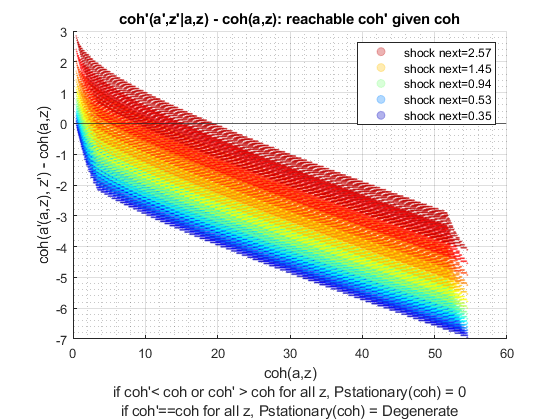 coh'(a',z'|a,z) - coh(a,z): reachable coh' given coh
3
2
1
0
-1
-2
-3
-4
-5
-6
-7
coh(a'(a,z), z') - coh(a,z)
shock next=2.57
shock next=1.45
shock next=0.94
shock next=0.53
shock next=0.35
0 10 20 30 40 50 60
coh(a,z)
if coh'< coh or coh' > coh for all z, Pstationary(coh) = 0
if coh'==coh for all z, Pstationary(coh) = Degenerate